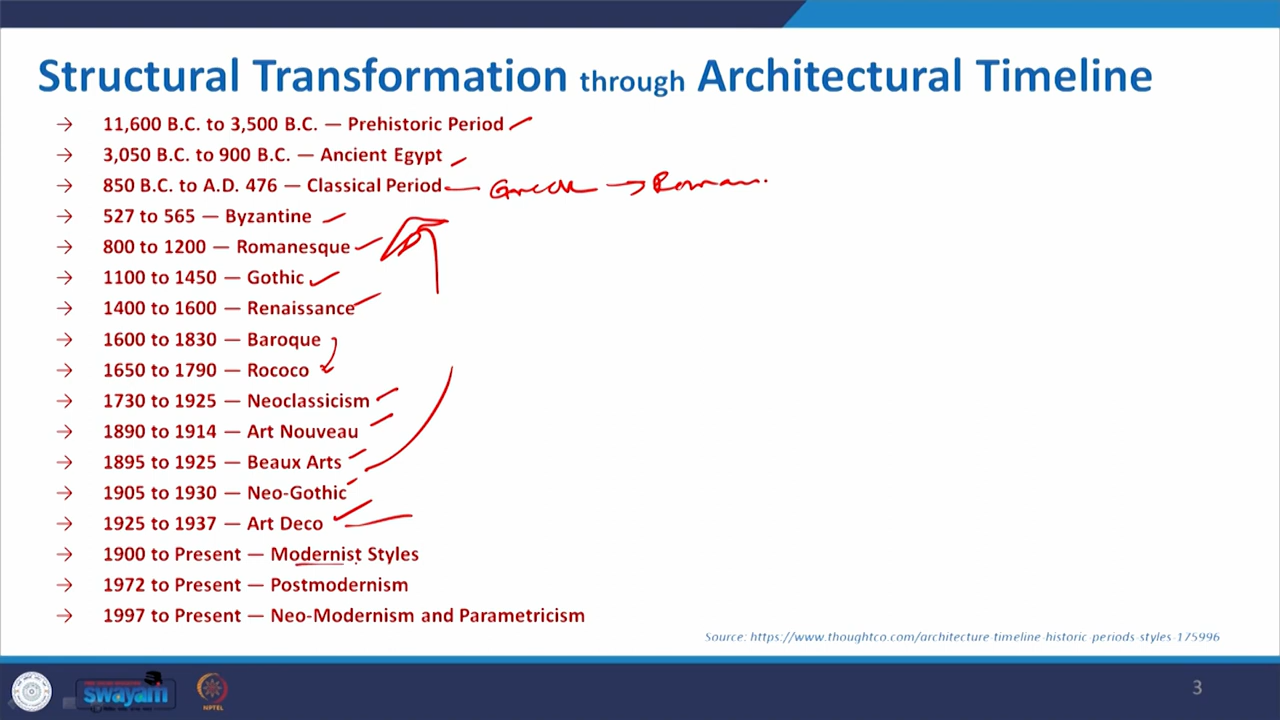 Structural Transformation through Architectural Timeline
→ 11,600 B.C. to 3,500 B.C. — Prehistoric Period
→ 3,050 B.C. to 900 B.C. — Ancient Egypt
→ 850 B.C. to A.D. 476 — Classical Period — Greek → Roman.
→ 527 to 565 — Byzantine
→ 800 to 1200 — Romanesque
→ 1100 to 1450 — Gothic
→ 1400 to 1600 — Renaissance
→ 1600 to 1830 — Baroque
→ 1650 to 1790 — Rococo
→ 1730 to 1925 — Neoclassicism
→ 1890 to 1914 — Art Nouveau
→ 1895 to 1925 — Beaux Arts
→ 1905 to 1930 — Neo-Gothic
→ 1925 to 1937 — Art Deco
→ 1900 to Present — Modernist Styles
→ 1972 to Present — Postmodernism
→ 1997 to Present — Neo-Modernism and Parametricism
Source: https://www.thoughtco.com/architecture-timeline-historic-periods-styles-175996
swayam
NPTEL
3